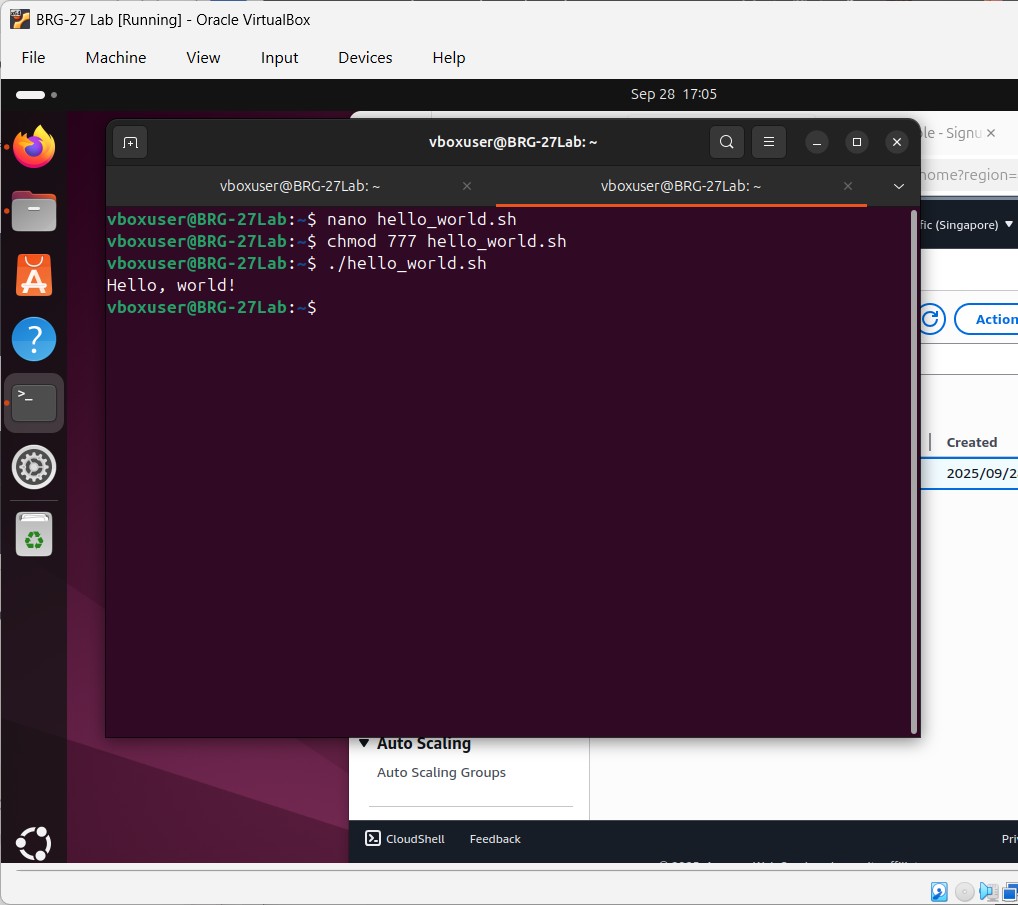 BRG-27 Lab [Running] - Oracle VirtualBox
File Machine View Input Devices Help
Sep 28 17:05
vboxuser@BRG-27Lab: ~
vboxuser@BRG-27Lab: ~
vboxuser@BRG-27Lab: ~
vboxuser@BRG-27Lab:~$ nano hello_world.sh
vboxuser@BRG-27Lab:~$ chmod 777 hello_world.sh
vboxuser@BRG-27Lab:~$ ./hello_world.sh
Hello, world!
vboxuser@BRG-27Lab:~$
ole - Signu
home?region=
fic (Singapore)
Action
Created
2025/09/2
Auto Scaling
Auto Scaling Groups
CloudShell Feedback
Pri